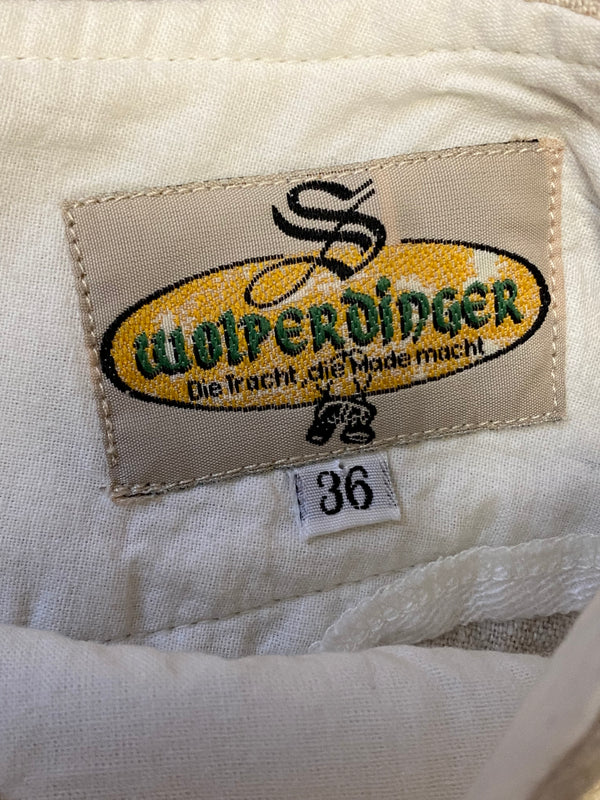 S
Wolperdinger
Die Tracht, die Mode macht
36